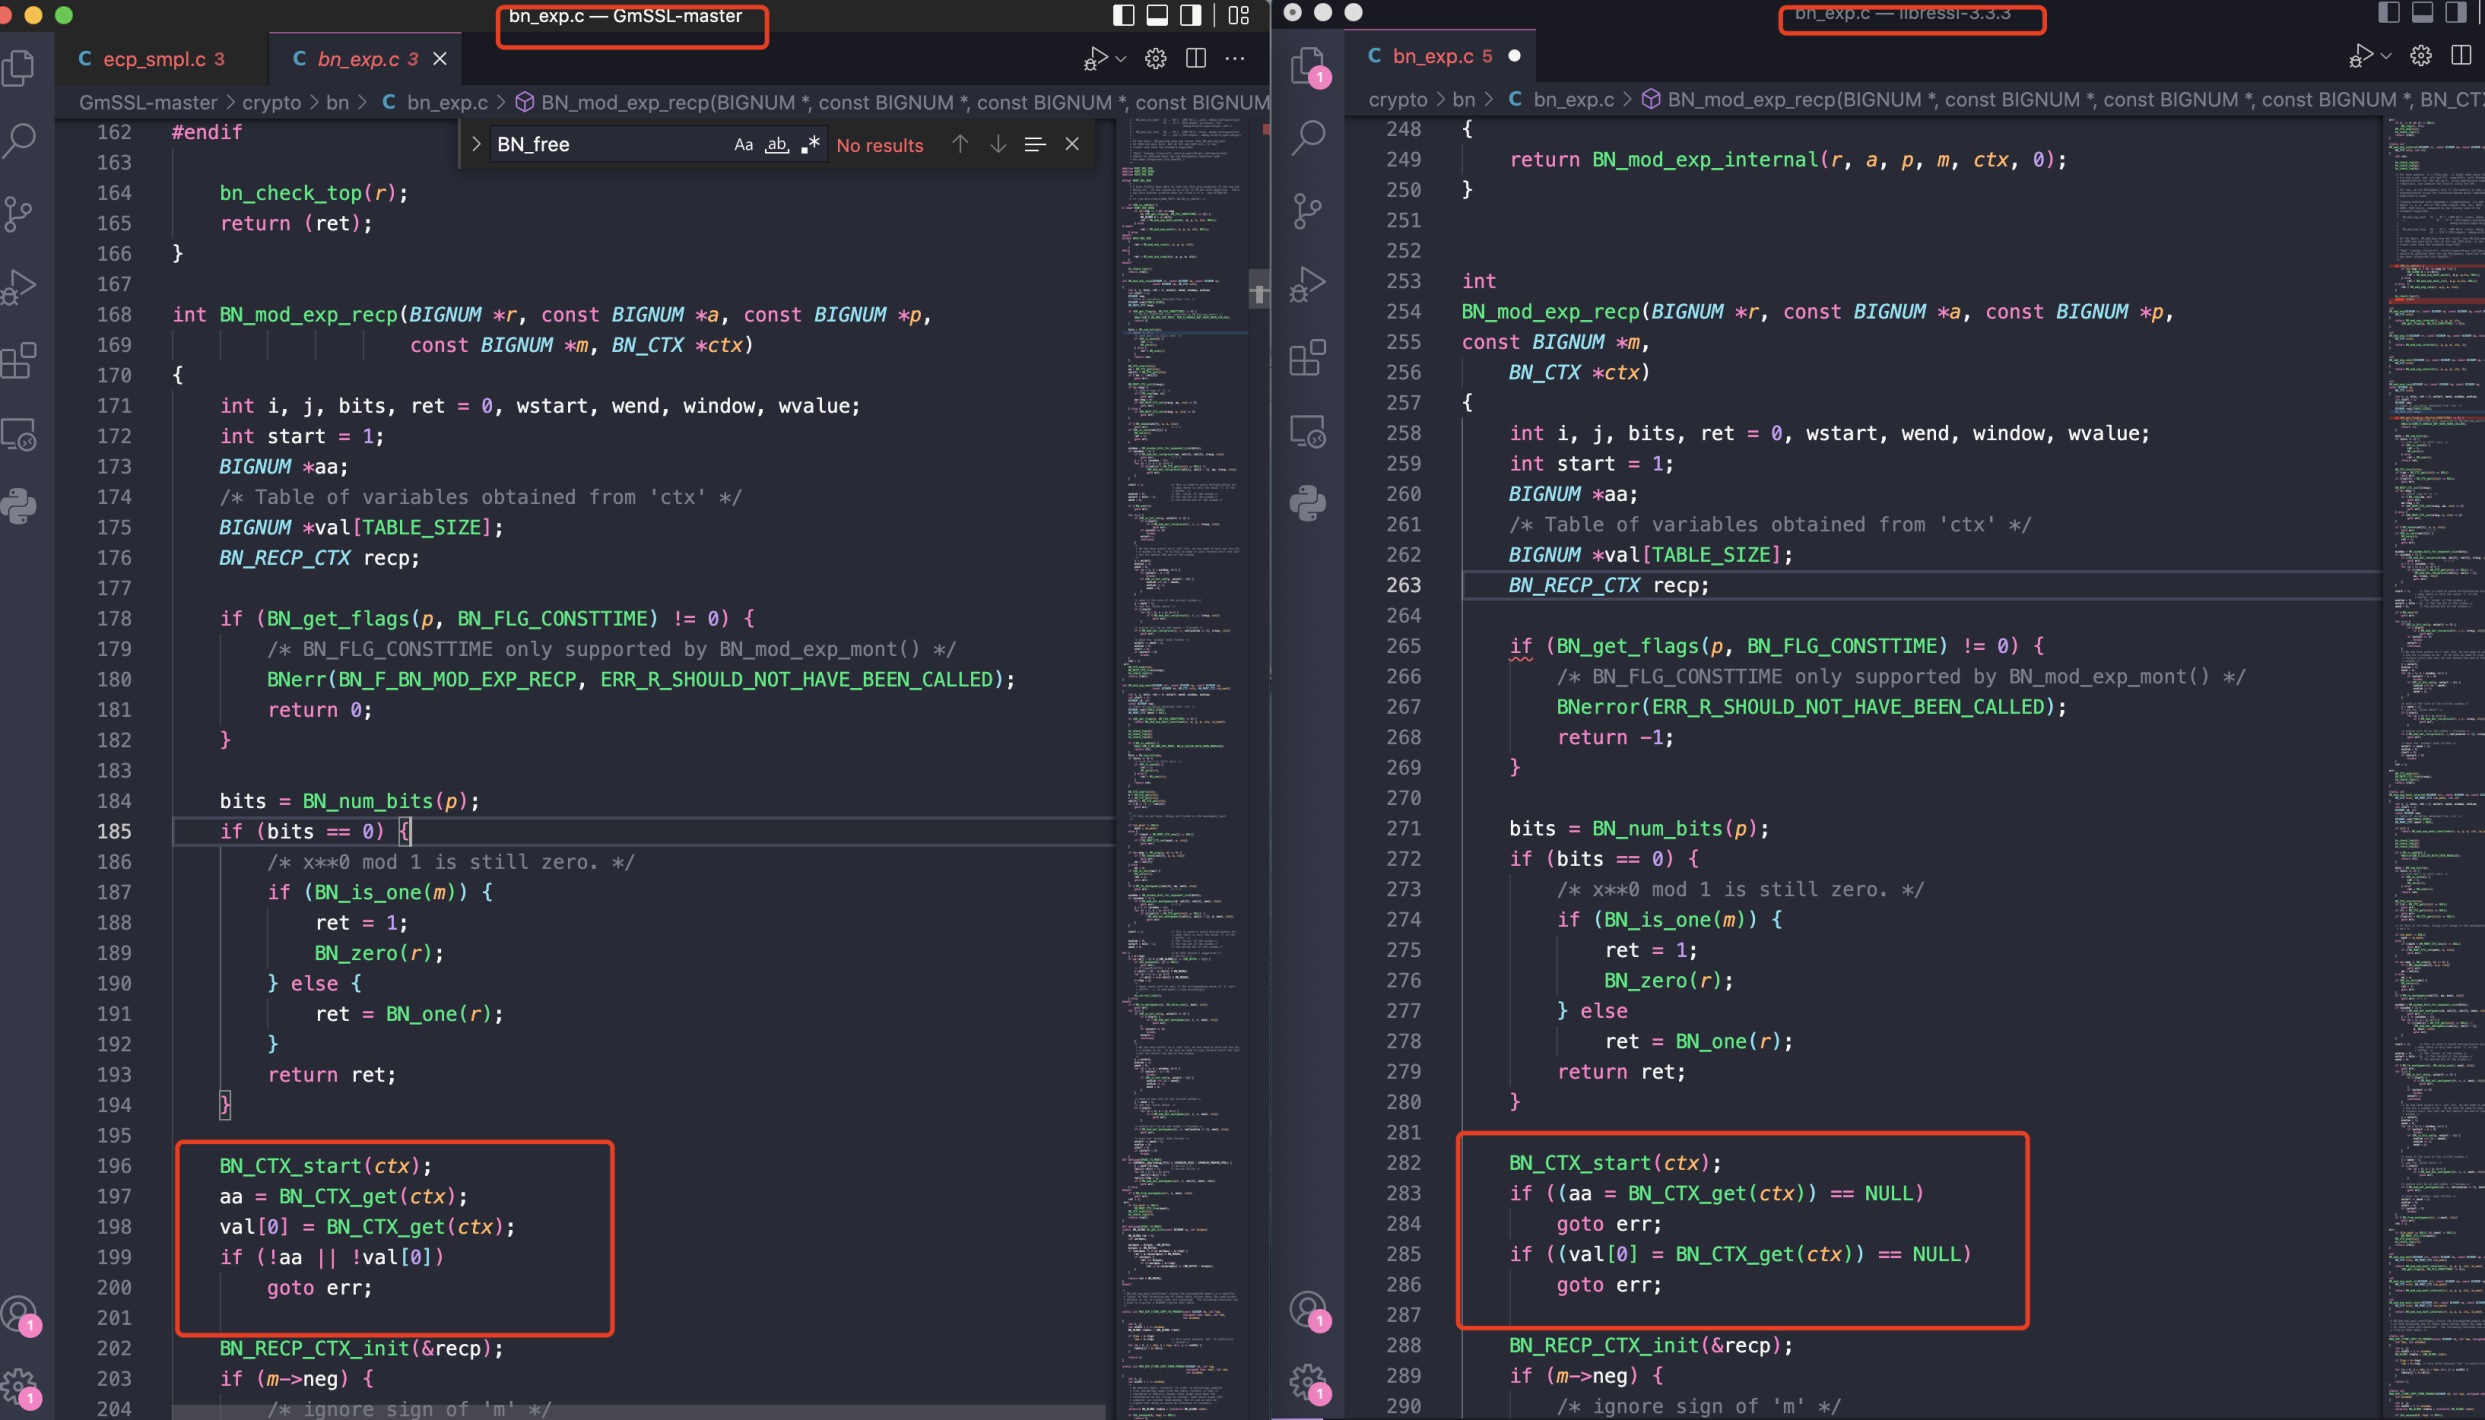 bn_exp.c — GmSSL-master
C ecp_smpl.c 3
C bn_exp.c 3
GmSSL-master > crypto > bn > C bn_exp.c > BN_mod_exp_recp(BIGNUM *, const BIGNUM *, const BIGNUM *, const BIGNUM
BN_free
Aa ab .* No results
162 #endif
163
164 bn_check_top(r);
165 return (ret);
166 }
167
168 int BN_mod_exp_recp(BIGNUM *r, const BIGNUM *a, const BIGNUM *p,
169 const BIGNUM *m, BN_CTX *ctx)
170 {
171 int i, j, bits, ret = 0, wstart, wend, window, wvalue;
172 int start = 1;
173 BIGNUM *aa;
174 /* Table of variables obtained from 'ctx' */
175 BIGNUM *val[TABLE_SIZE];
176 BN_RECP_CTX recp;
177
178 if (BN_get_flags(p, BN_FLG_CONSTTIME) != 0) {
179 /* BN_FLG_CONSTTIME only supported by BN_mod_exp_mont() */
180 BNerr(BN_F_BN_MOD_EXP_RECP, ERR_R_SHOULD_NOT_HAVE_BEEN_CALLED);
181 return 0;
182 }
183
184 bits = BN_num_bits(p);
185 if (bits == 0) {
186 /* x**0 mod 1 is still zero. */
187 if (BN_is_one(m)) {
188 ret = 1;
189 BN_zero(r);
190 } else {
191 ret = BN_one(r);
192 }
193 return ret;
194 }
195
196 BN_CTX_start(ctx);
197 aa = BN_CTX_get(ctx);
198 val[0] = BN_CTX_get(ctx);
199 if (!aa || !val[0])
200 goto err;
201
202 BN_RECP_CTX_init(&recp);
203 if (m->neg) {
204 /* ignore sign of 'm' */
1
1
bn_exp.c — libressl-3.3.3
C bn_exp.c 5
crypto > bn > C bn_exp.c > BN_mod_exp_recp(BIGNUM *, const BIGNUM *, const BIGNUM *, const BIGNUM *, BN_CTX
248 {
249 return BN_mod_exp_internal(r, a, p, m, ctx, 0);
250 }
251
252
253 int
254 BN_mod_exp_recp(BIGNUM *r, const BIGNUM *a, const BIGNUM *p,
255 const BIGNUM *m,
256 BN_CTX *ctx)
257 {
258 int i, j, bits, ret = 0, wstart, wend, window, wvalue;
259 int start = 1;
260 BIGNUM *aa;
261 /* Table of variables obtained from 'ctx' */
262 BIGNUM *val[TABLE_SIZE];
263 BN_RECP_CTX recp;
264
265 if (BN_get_flags(p, BN_FLG_CONSTTIME) != 0) {
266 /* BN_FLG_CONSTTIME only supported by BN_mod_exp_mont() */
267 BNerror(ERR_R_SHOULD_NOT_HAVE_BEEN_CALLED);
268 return -1;
269 }
270
271 bits = BN_num_bits(p);
272 if (bits == 0) {
273 /* x**0 mod 1 is still zero. */
274 if (BN_is_one(m)) {
275 ret = 1;
276 BN_zero(r);
277 } else
278 ret = BN_one(r);
279 return ret;
280 }
281
282 BN_CTX_start(ctx);
283 if ((aa = BN_CTX_get(ctx)) == NULL)
284 goto err;
285 if ((val[0] = BN_CTX_get(ctx)) == NULL)
286 goto err;
287
288 BN_RECP_CTX_init(&recp);
289 if (m->neg) {
290 /* ignore sign of 'm' */
1
1
1